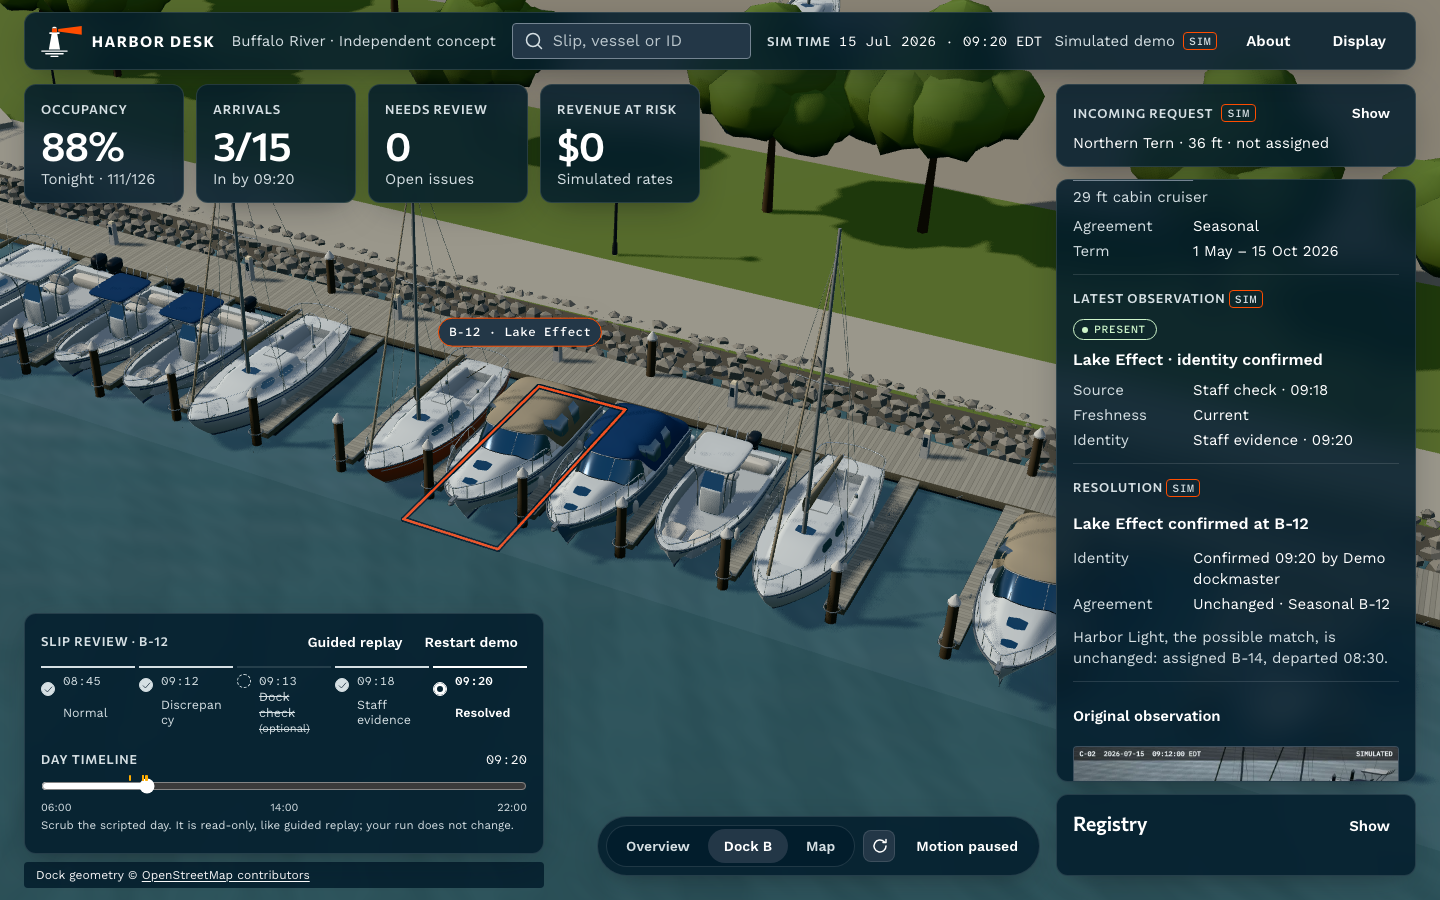 HARBOR DESK
Buffalo River · Independent concept
Slip, vessel or ID
SIM TIME 15 Jul 2026 · 09:20 EDT
Simulated demo SIM
About
Display
OCCUPANCY
88%
Tonight · 111/126
ARRIVALS
3/15
In by 09:20
NEEDS REVIEW
0
Open issues
REVENUE AT RISK
$0
Simulated rates
INCOMING REQUEST SIM
Show
Northern Tern · 36 ft · not assigned
29 ft cabin cruiser
Agreement Seasonal
Term 1 May – 15 Oct 2026
LATEST OBSERVATION SIM
PRESENT
Lake Effect · identity confirmed
Source Staff check · 09:18
Freshness Current
Identity Staff evidence · 09:20
RESOLUTION SIM
Lake Effect confirmed at B-12
Identity Confirmed 09:20 by Demo
dockmaster
Agreement Unchanged · Seasonal B-12
Harbor Light, the possible match, is
unchanged: assigned B-14, departed 08:30.
Original observation
C-02 2026-07-15 09:12:00 EDT SIMULATED
Registry
Show
B-12 · Lake Effect
SLIP REVIEW · B-12
Guided replay
Restart demo
08:45
Normal
09:12
Discrepan
cy
09:13
Dock
check
(optional)
09:18
Staff
evidence
09:20
Resolved
DAY TIMELINE 09:20
06:00 14:00 22:00
Scrub the scripted day. It is read-only, like guided replay; your run does not change.
Dock geometry © OpenStreetMap contributors
Overview
Dock B
Map
Motion paused